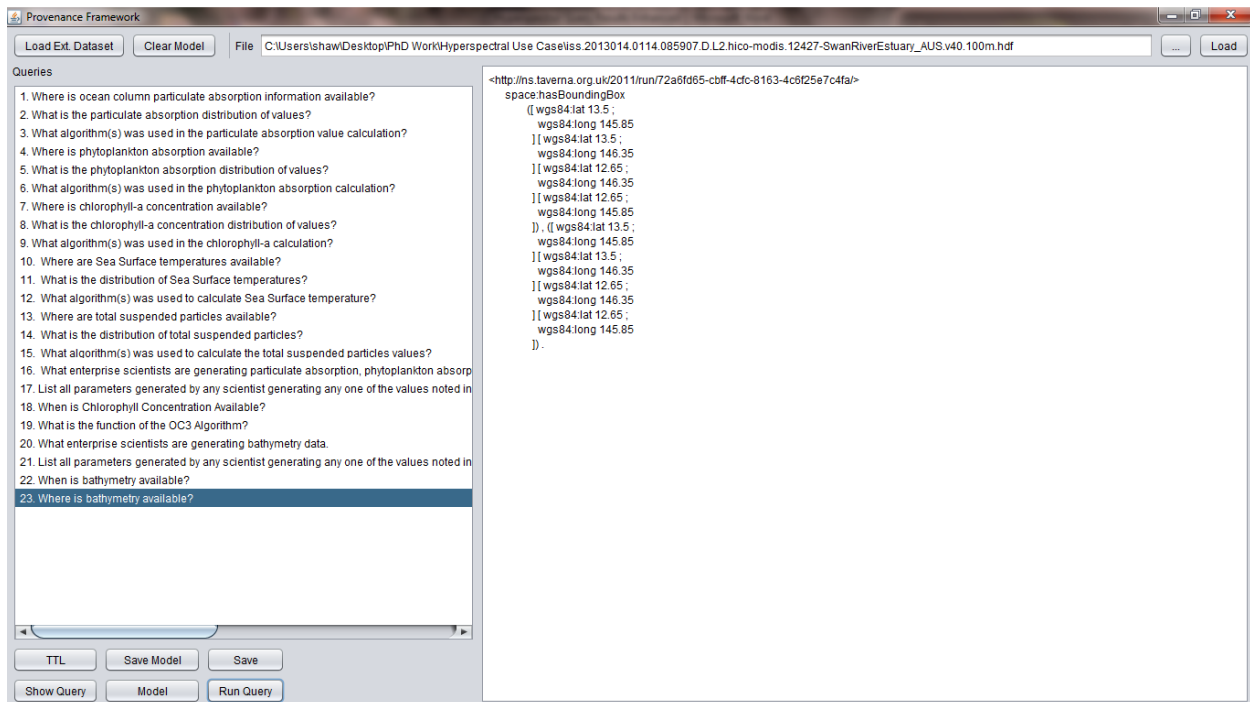 Provenance Framework
Load Ext. Dataset Clear Model File C:\Users\shaw\Desktop\PhD Work\Hyperspectral Use Case\iss.2013014.0114.085907.D.L2.hico-modis.12427-SwanRiverEstuary_AUS.v40.100m.hdf ... Load
Queries
1. Where is ocean column particulate absorption information available?
2. What is the particulate absorption distribution of values?
3. What algorithm(s) was used in the particulate absorption value calculation?
4. Where is phytoplankton absorption available?
5. What is the phytoplankton absorption distribution of values?
6. What algorithm(s) was used in the phytoplankton absorption calculation?
7. Where is chlorophyll-a concentration available?
8. What is the chlorophyll-a concentration distribution of values?
9. What algorithm(s) was used in the chlorophyll-a calculation?
10. Where are Sea Surface temperatures available?
11. What is the distribution of Sea Surface temperatures?
12. What algorithm(s) was used to calculate Sea Surface temperature?
13. Where are total suspended particles available?
14. What is the distribution of total suspended particles?
15. What algorithm(s) was used to calculate the total suspended particles values?
16. What enterprise scientists are generating particulate absorption, phytoplankton absorp
17. List all parameters generated by any scientist generating any one of the values noted in
18. When is Chlorophyll Concentration Available?
19. What is the function of the OC3 Algorithm?
20. What enterprise scientists are generating bathymetry data.
21. List all parameters generated by any scientist generating any one of the values noted in
22. When is bathymetry available?
23. Where is bathymetry available?
TTL Save Model Save
Show Query Model Run Query
<http://ns.taverna.org.uk/2011/run/72a6fd65-cbff-4cfc-8163-4c6f25e7c4fa/>
space:hasBoundingBox
([ wgs84:lat 13.5 ;
wgs84:long 145.85
] [ wgs84:lat 13.5 ;
wgs84:long 146.35
] [ wgs84:lat 12.65 ;
wgs84:long 146.35
] [ wgs84:lat 12.65 ;
wgs84:long 145.85
]) , ([ wgs84:lat 13.5 ;
wgs84:long 145.85
] [ wgs84:lat 13.5 ;
wgs84:long 146.35
] [ wgs84:lat 12.65 ;
wgs84:long 146.35
] [ wgs84:lat 12.65 ;
wgs84:long 145.85
]) .